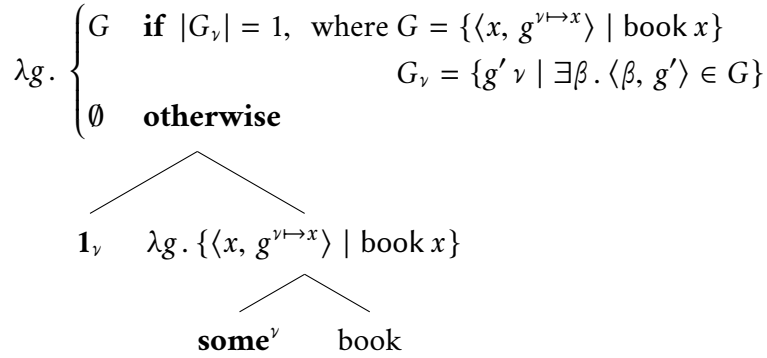 λg. { G if |G_ν| = 1, where G = {⟨x, g^{ν↦x}⟩ | book x}
G_ν = {g′ ν | ∃β. ⟨β, g′⟩ ∈ G}
∅ otherwise
1_ν λg. {⟨x, g^{ν↦x}⟩ | book x}
some^ν book